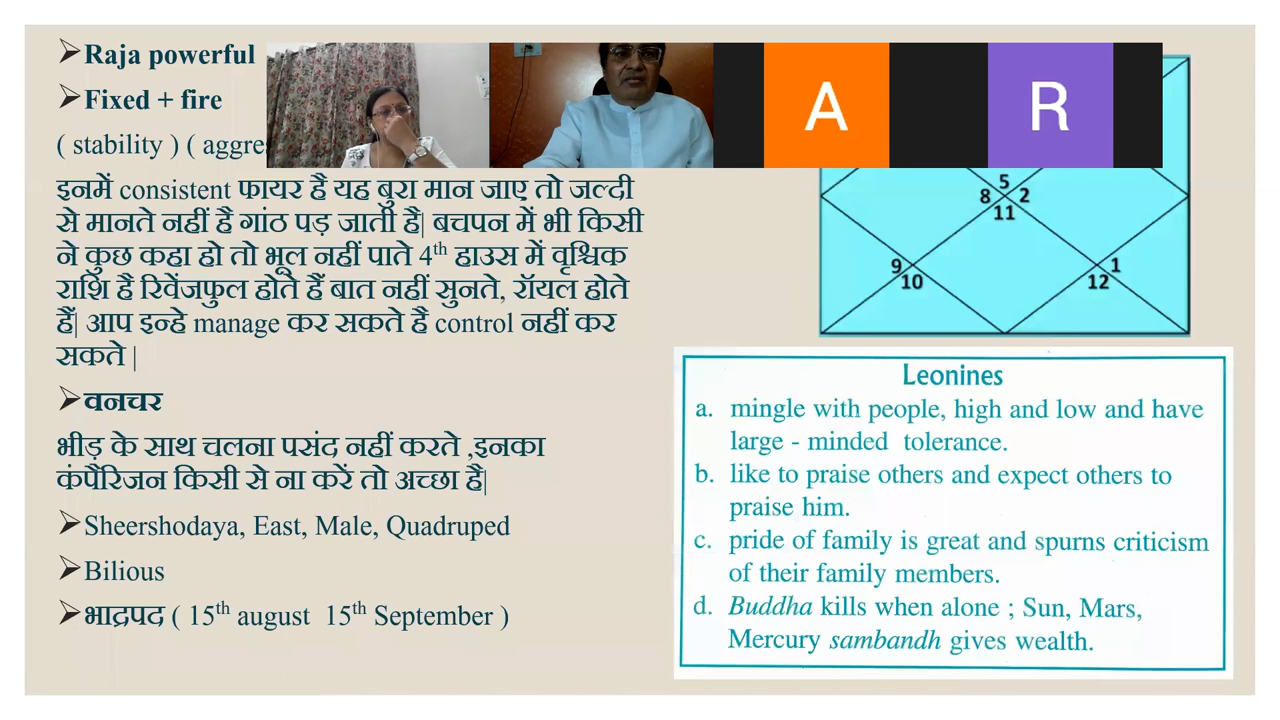 ➢Raja powerful
➢Fixed + fire
( stability ) (
इनमें consistent फायर है यह बुरा मान जाए तो जल्दी
से मानते नहीं है गांठ पड़ जाती है| बचपन में भी किसी
ने कुछ कहा हो तो भूल नहीं पाते 4th हाउस में वृश्चिक
राशि है रिवेंजफुल होते हैं बात नहीं सुनते, रॉयल होते
हैं| आप इन्हे manage कर सकते है control नहीं कर
सकते |
➢वनचर
भीड़ के साथ चलना पसंद नहीं करते ,इनका
कंपैरिजन किसी से ना करें तो अच्छा है|
➢Sheershodaya, East, Male, Quadruped
➢Bilious
➢भाद्रपद ( 15th august 15th September )
A
R
5
8 2
11
9
10
1
12
Leonines
a. mingle with people, high and low and have
large - minded tolerance.
b. like to praise others and expect others to
praise him.
c. pride of family is great and spurns criticism
of their family members.
d. Buddha kills when alone ; Sun, Mars,
Mercury sambandh gives wealth.